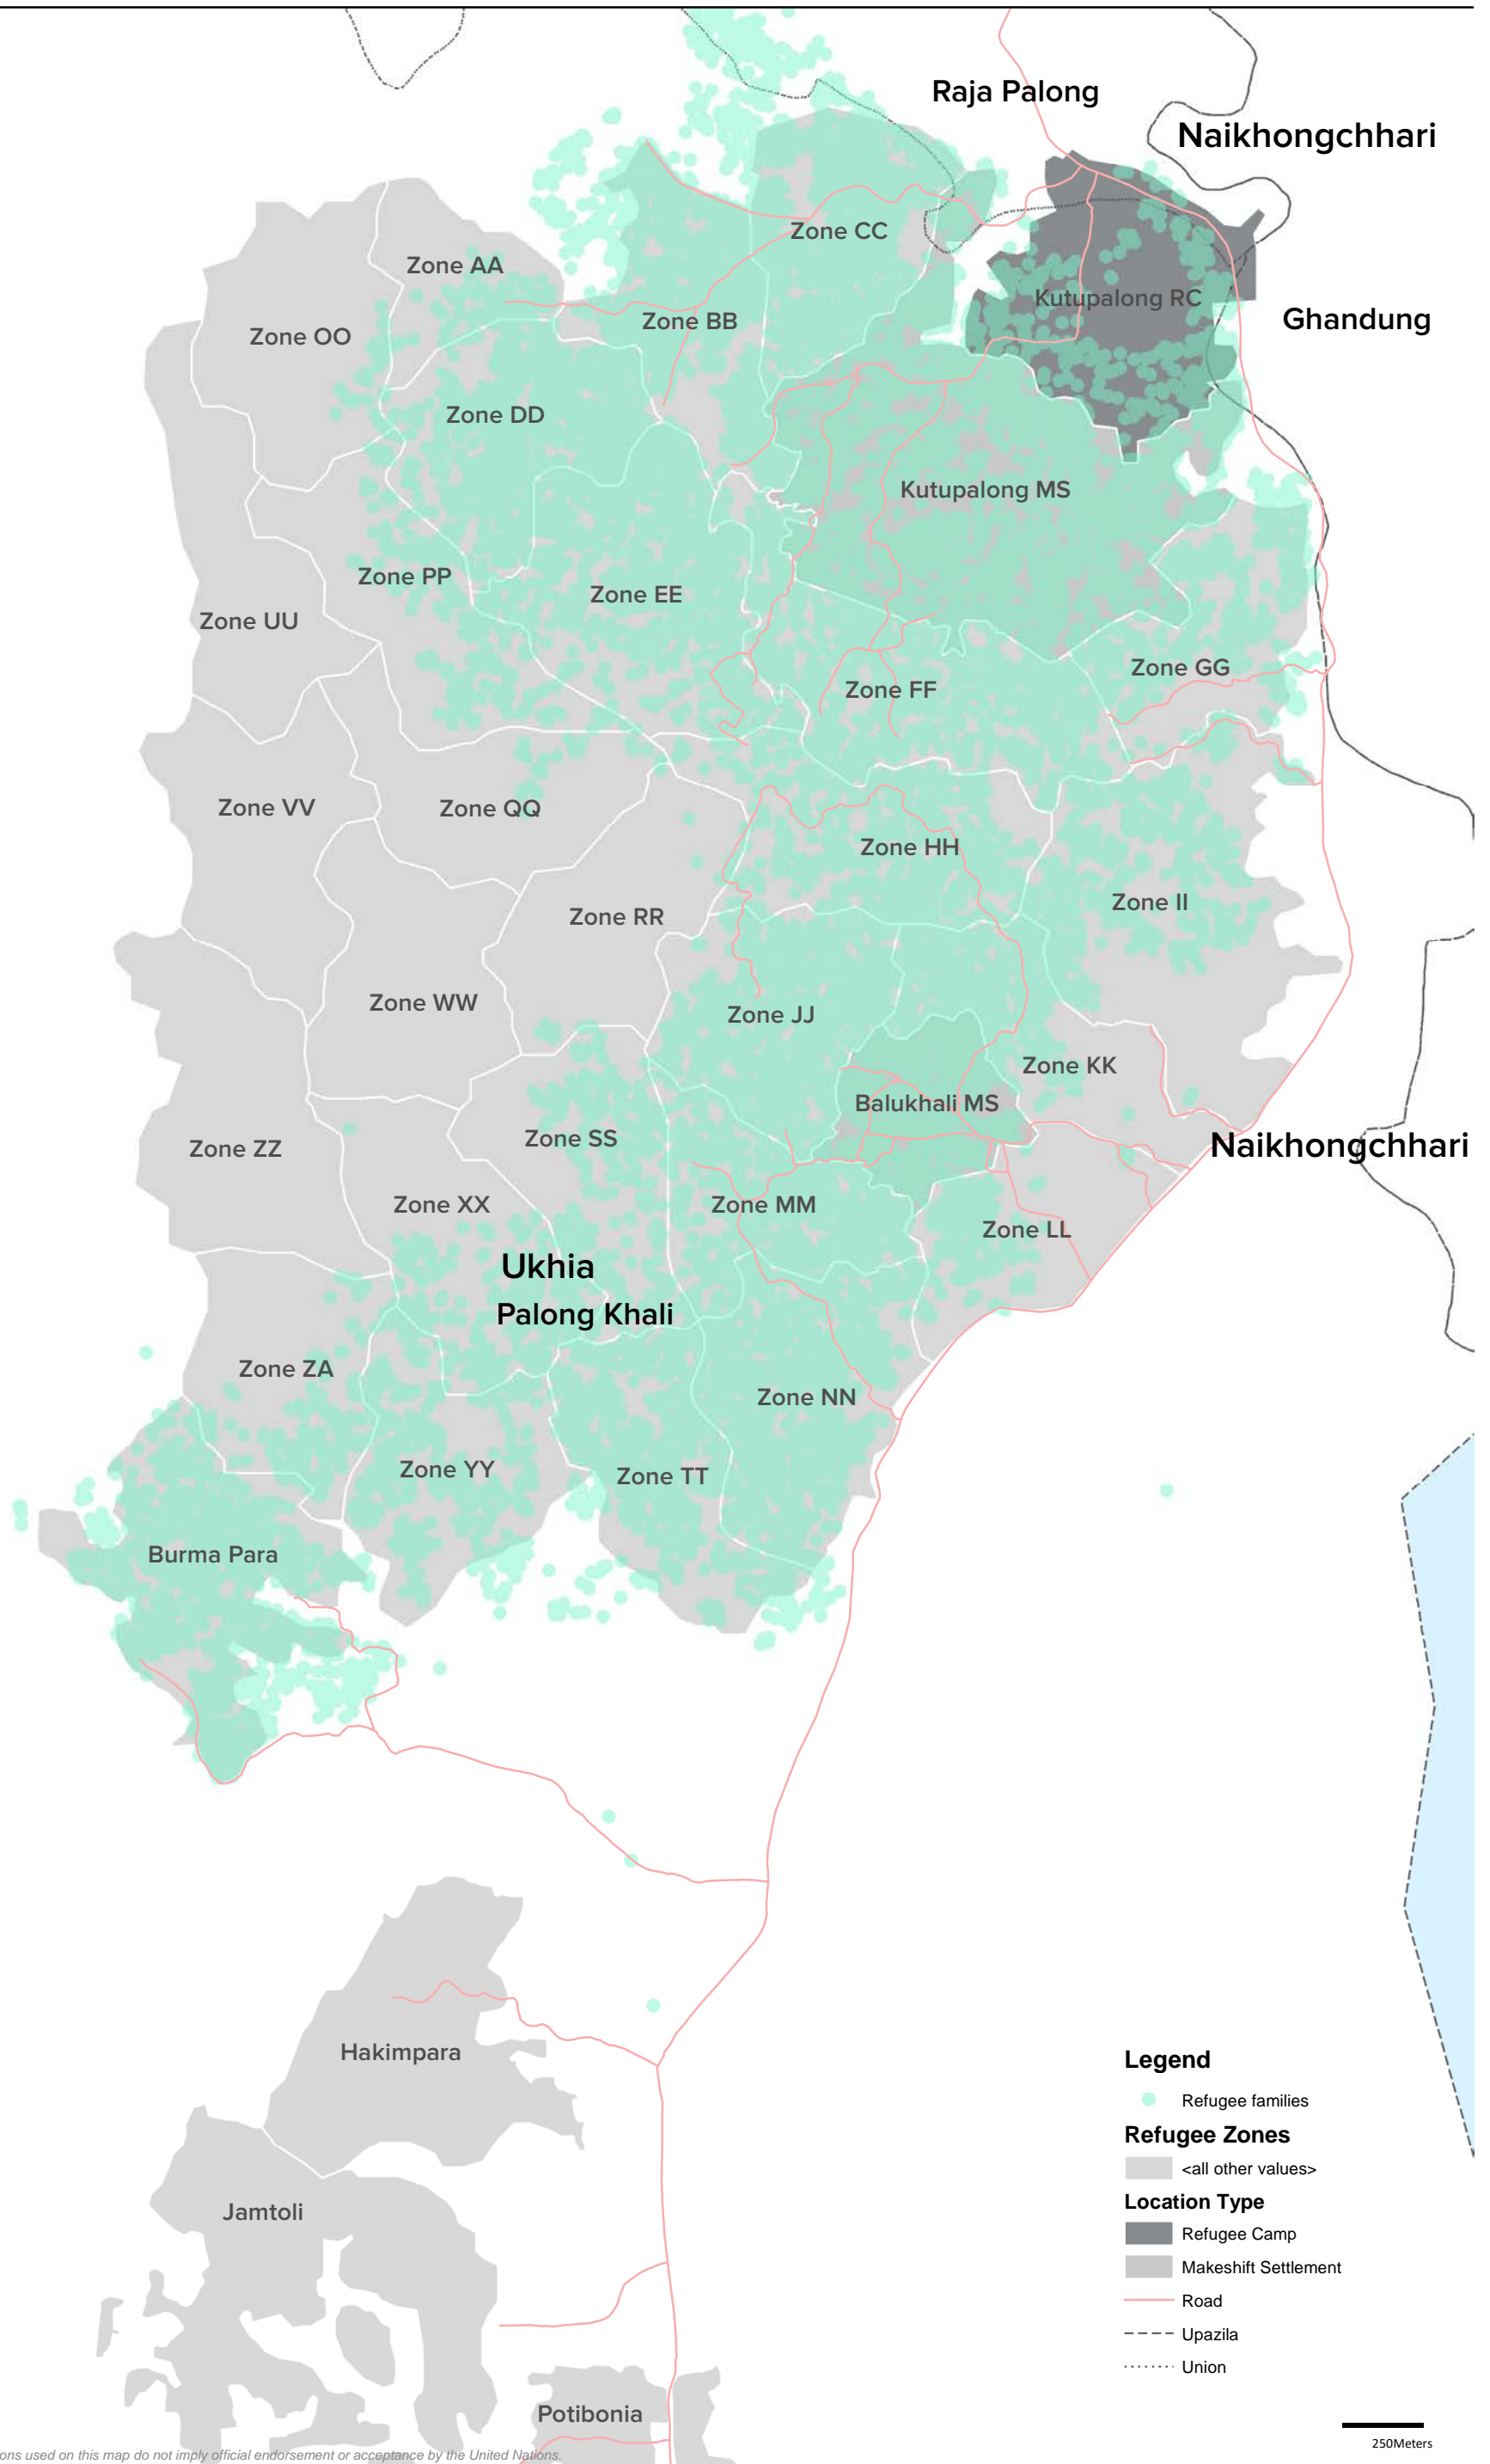 Raja Palong
Naikhongchhari
Zone CC
Zone AA
Kutupalong RC
Zone BB
Ghandung
Zone OO
Zone DD
Kutupalong MS
Zone PP
Zone EE
Zone UU
Zone GG
Zone FF
Zone VV
Zone QQ
Zone HH
Zone II
Zone RR
Zone WW
Zone JJ
Zone KK
Balukhali MS
Zone SS
Zone ZZ
Naikhongchhari
Zone XX
Zone MM
Zone LL
Ukhia
Palong Khali
Zone ZA
Zone NN
Zone YY
Zone TT
Burma Para
Hakimpara
Jamtoli
Potibonia
Legend
Refugee families
Refugee Zones
<all other values>
Location Type
Refugee Camp
Makeshift Settlement
Road
Upazila
Union
250Meters
ons used on this map do not imply official endorsement or acceptance by the United Nations.